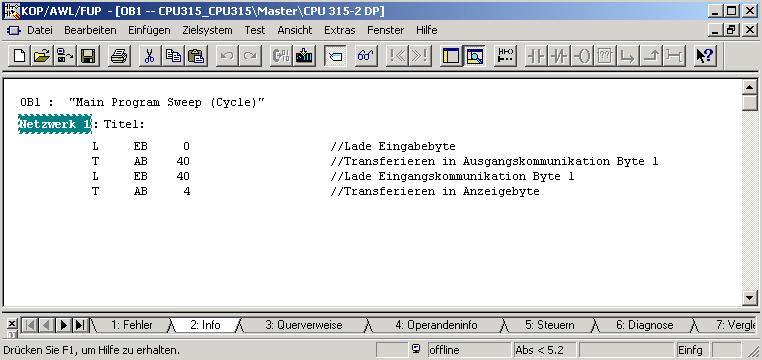 KOP/AWL/FUP - [OB1 -- CPU315_CPU315\Master\CPU 315-2 DP]
Datei Bearbeiten Einfügen Zielsystem Test Ansicht Extras Fenster Hilfe
OB1 : "Main Program Sweep (Cycle)"
Netzwerk 1: Titel:
L EB 0 //Lade Eingabebyte
T AB 40 //Transferieren in Ausgangskommunikation Byte 1
L EB 40 //Lade Eingangskommunikation Byte 1
T AB 4 //Transferieren in Anzeigebyte
1: Fehler 2: Info 3: Querverweise 4: Operandeninfo 5: Steuern 6: Diagnose 7: Vergle
Drücken Sie F1, um Hilfe zu erhalten. offline Abs < 5.2 Einfg